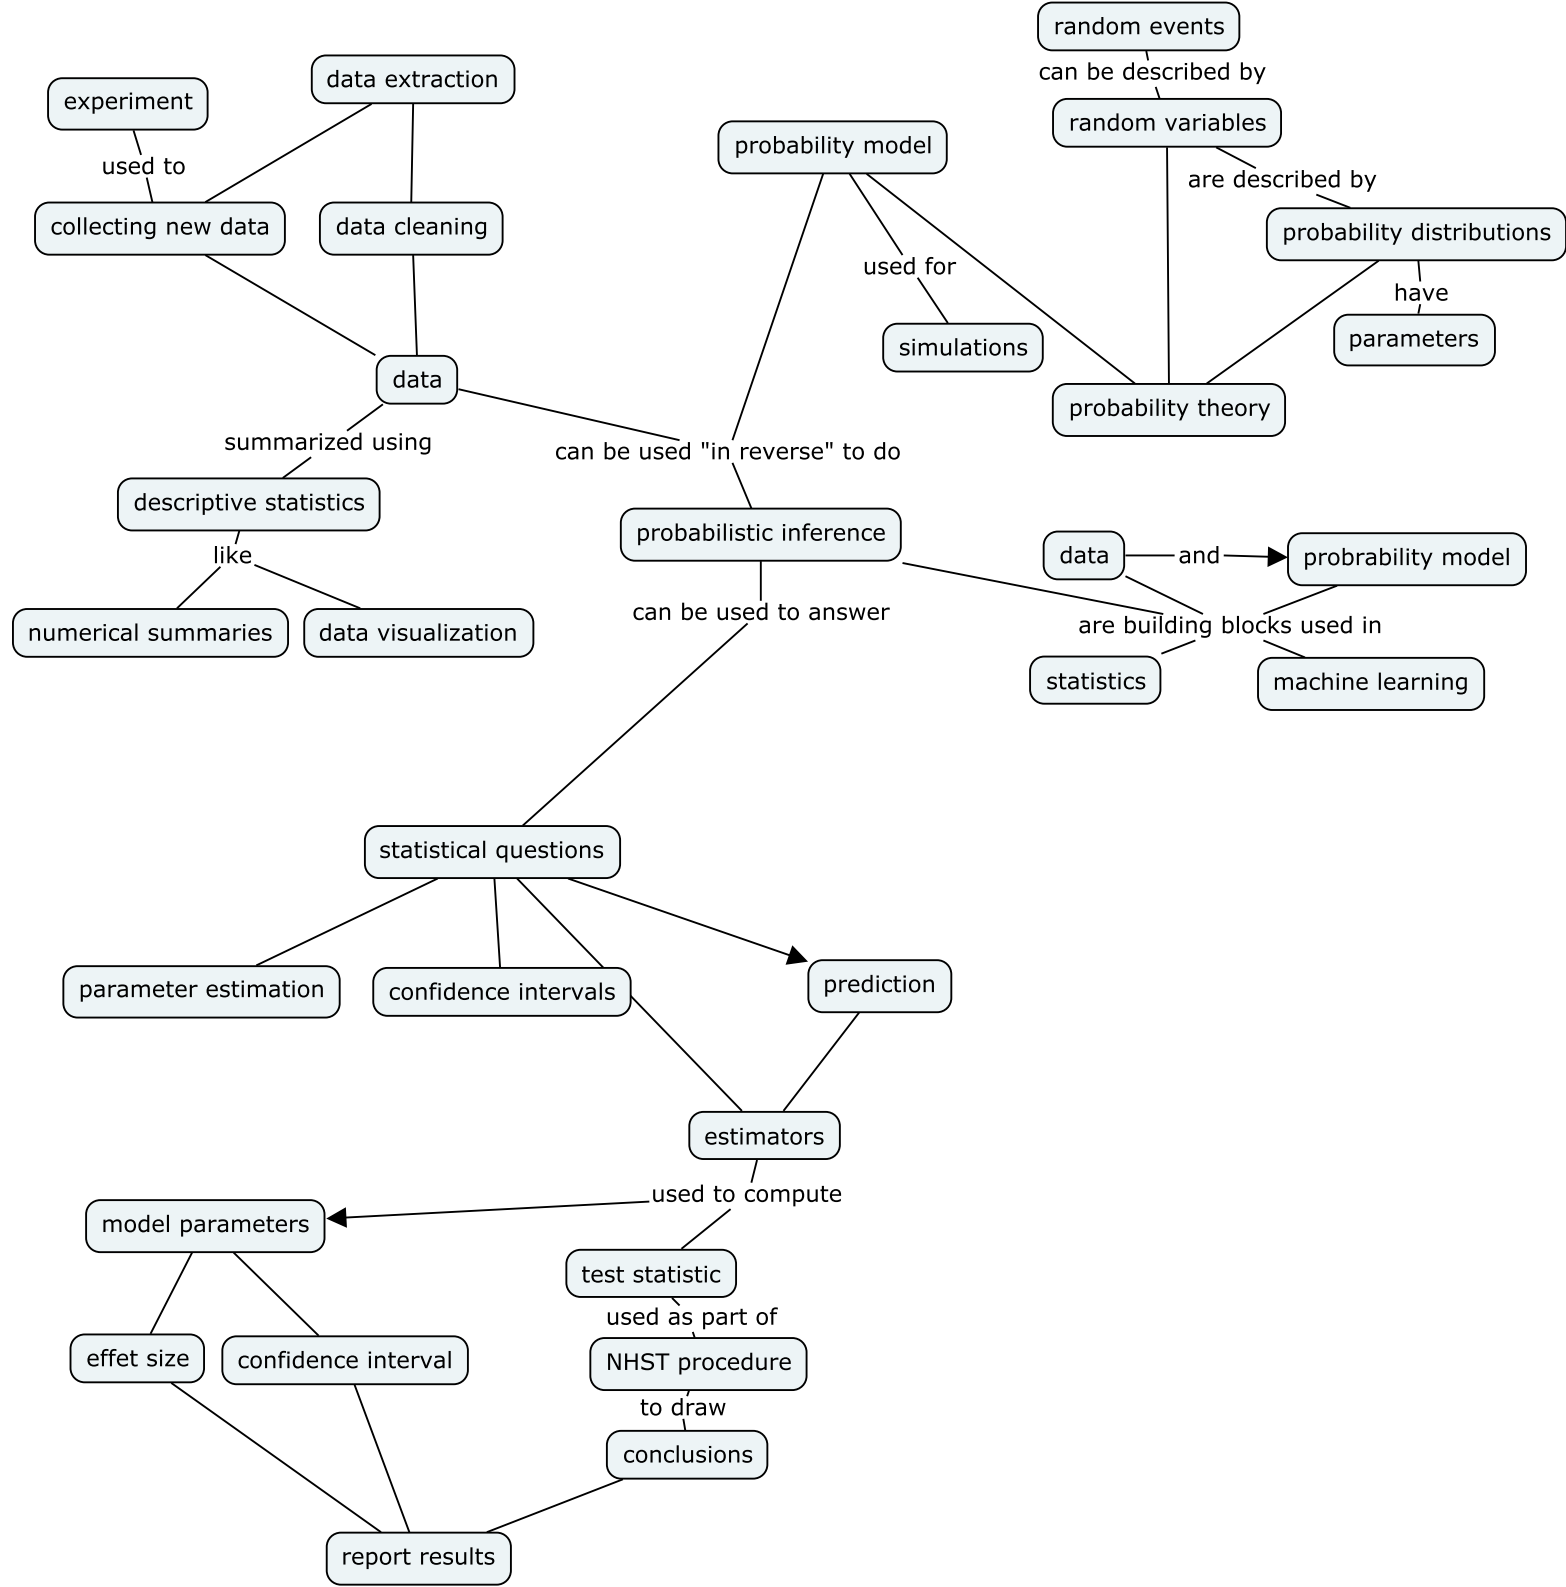 random events
can be described by
random variables
are described by
probability distributions
have
parameters
probability theory
data extraction
experiment
used to
collecting new data
data cleaning
data
probability model
used for
simulations
summarized using
can be used "in reverse" to do
descriptive statistics
like
numerical summaries
data visualization
probabilistic inference
can be used to answer
data
and
probrability model
are building blocks used in
statistics
machine learning
statistical questions
parameter estimation
confidence intervals
prediction
estimators
used to compute
model parameters
test statistic
used as part of
effet size
confidence interval
NHST procedure
to draw
conclusions
report results